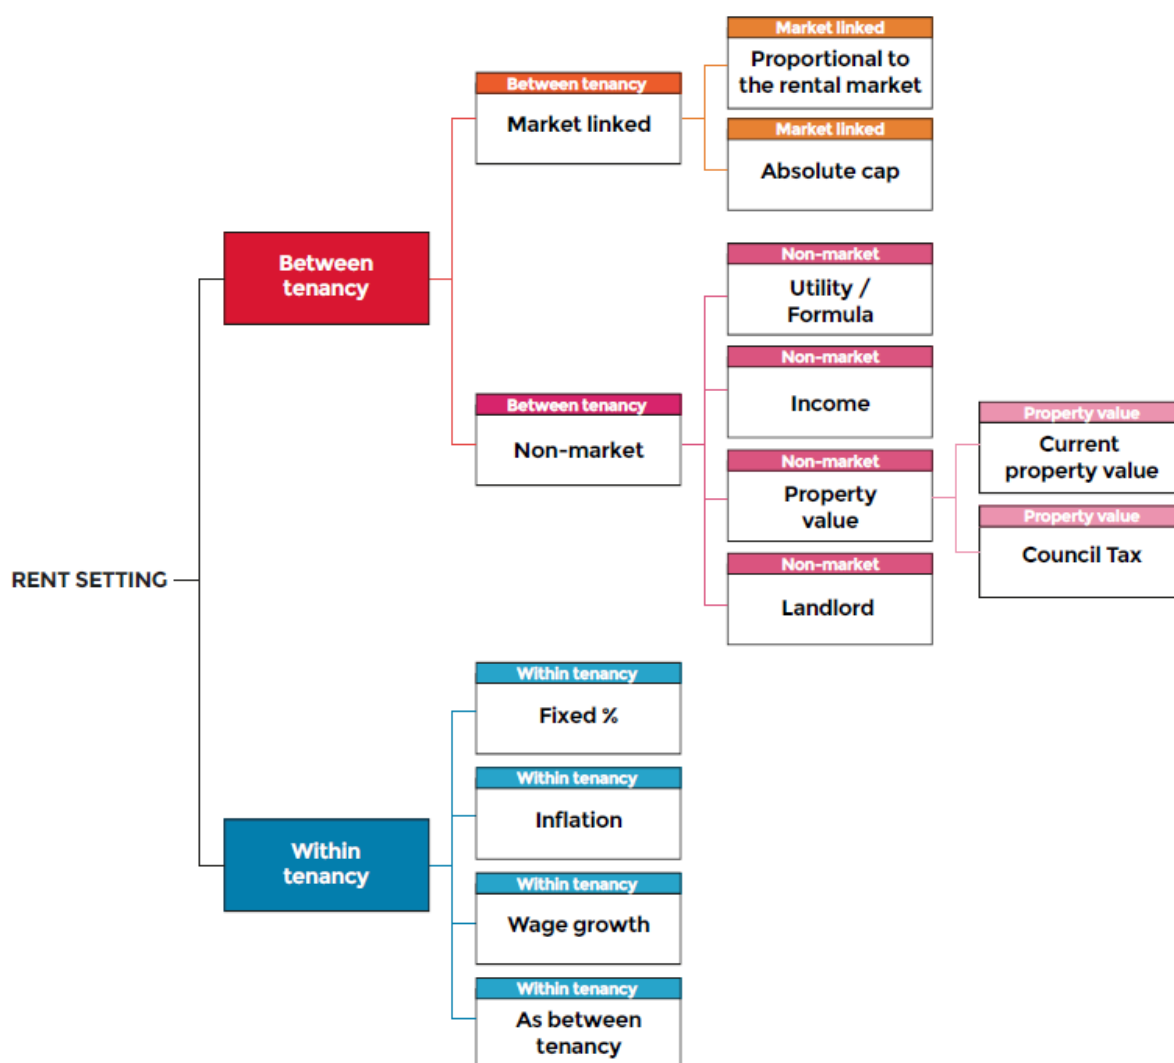 Market linked
Proportional to
the rental market
Between tenancy
Market linked
Market linked
Absolute cap
Between
tenancy
Non-market
Utility /
Formula
Non-market
Income
Between tenancy
Non-market
Non-market
Property
value
Property value
Current
property value
Property value
Council Tax
Non-market
Landlord
RENT SETTING
Within tenancy
Fixed %
Within tenancy
Inflation
Within
tenancy
Within tenancy
Wage growth
Within tenancy
As between
tenancy